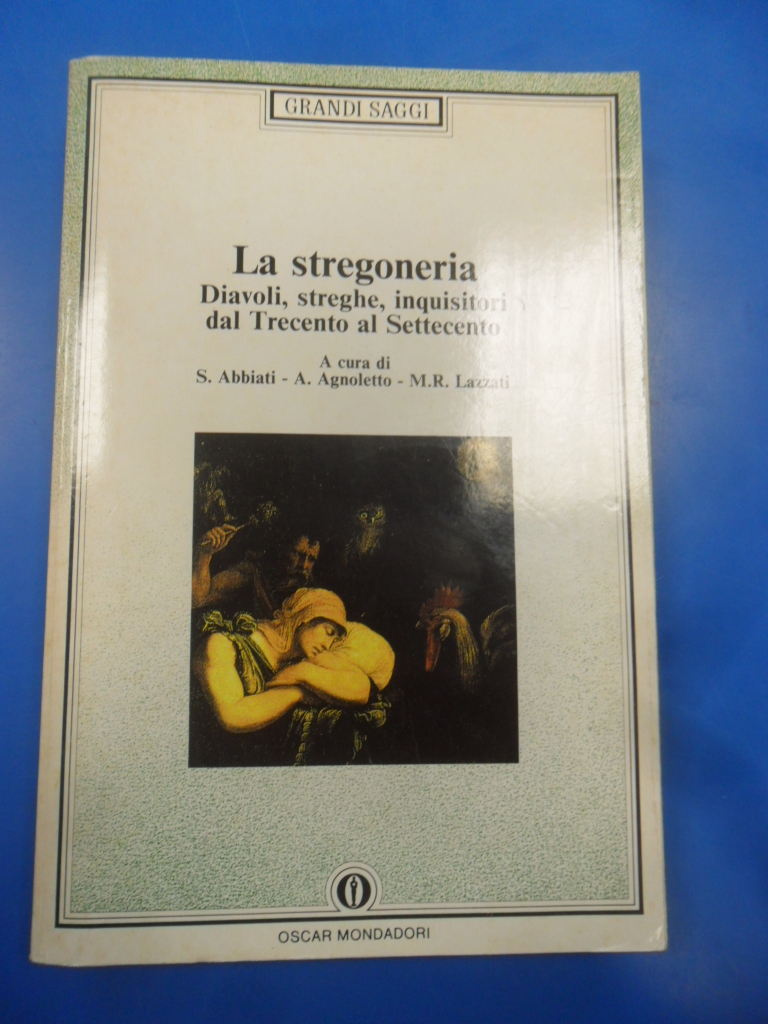 GRANDI SAGGI
La stregoneria
Diavoli, streghe, inquisitori
dal Trecento al Settecento
A cura di
S. Abbiati - A. Agnoletto - M.R. Lazzati
OSCAR MONDADORI